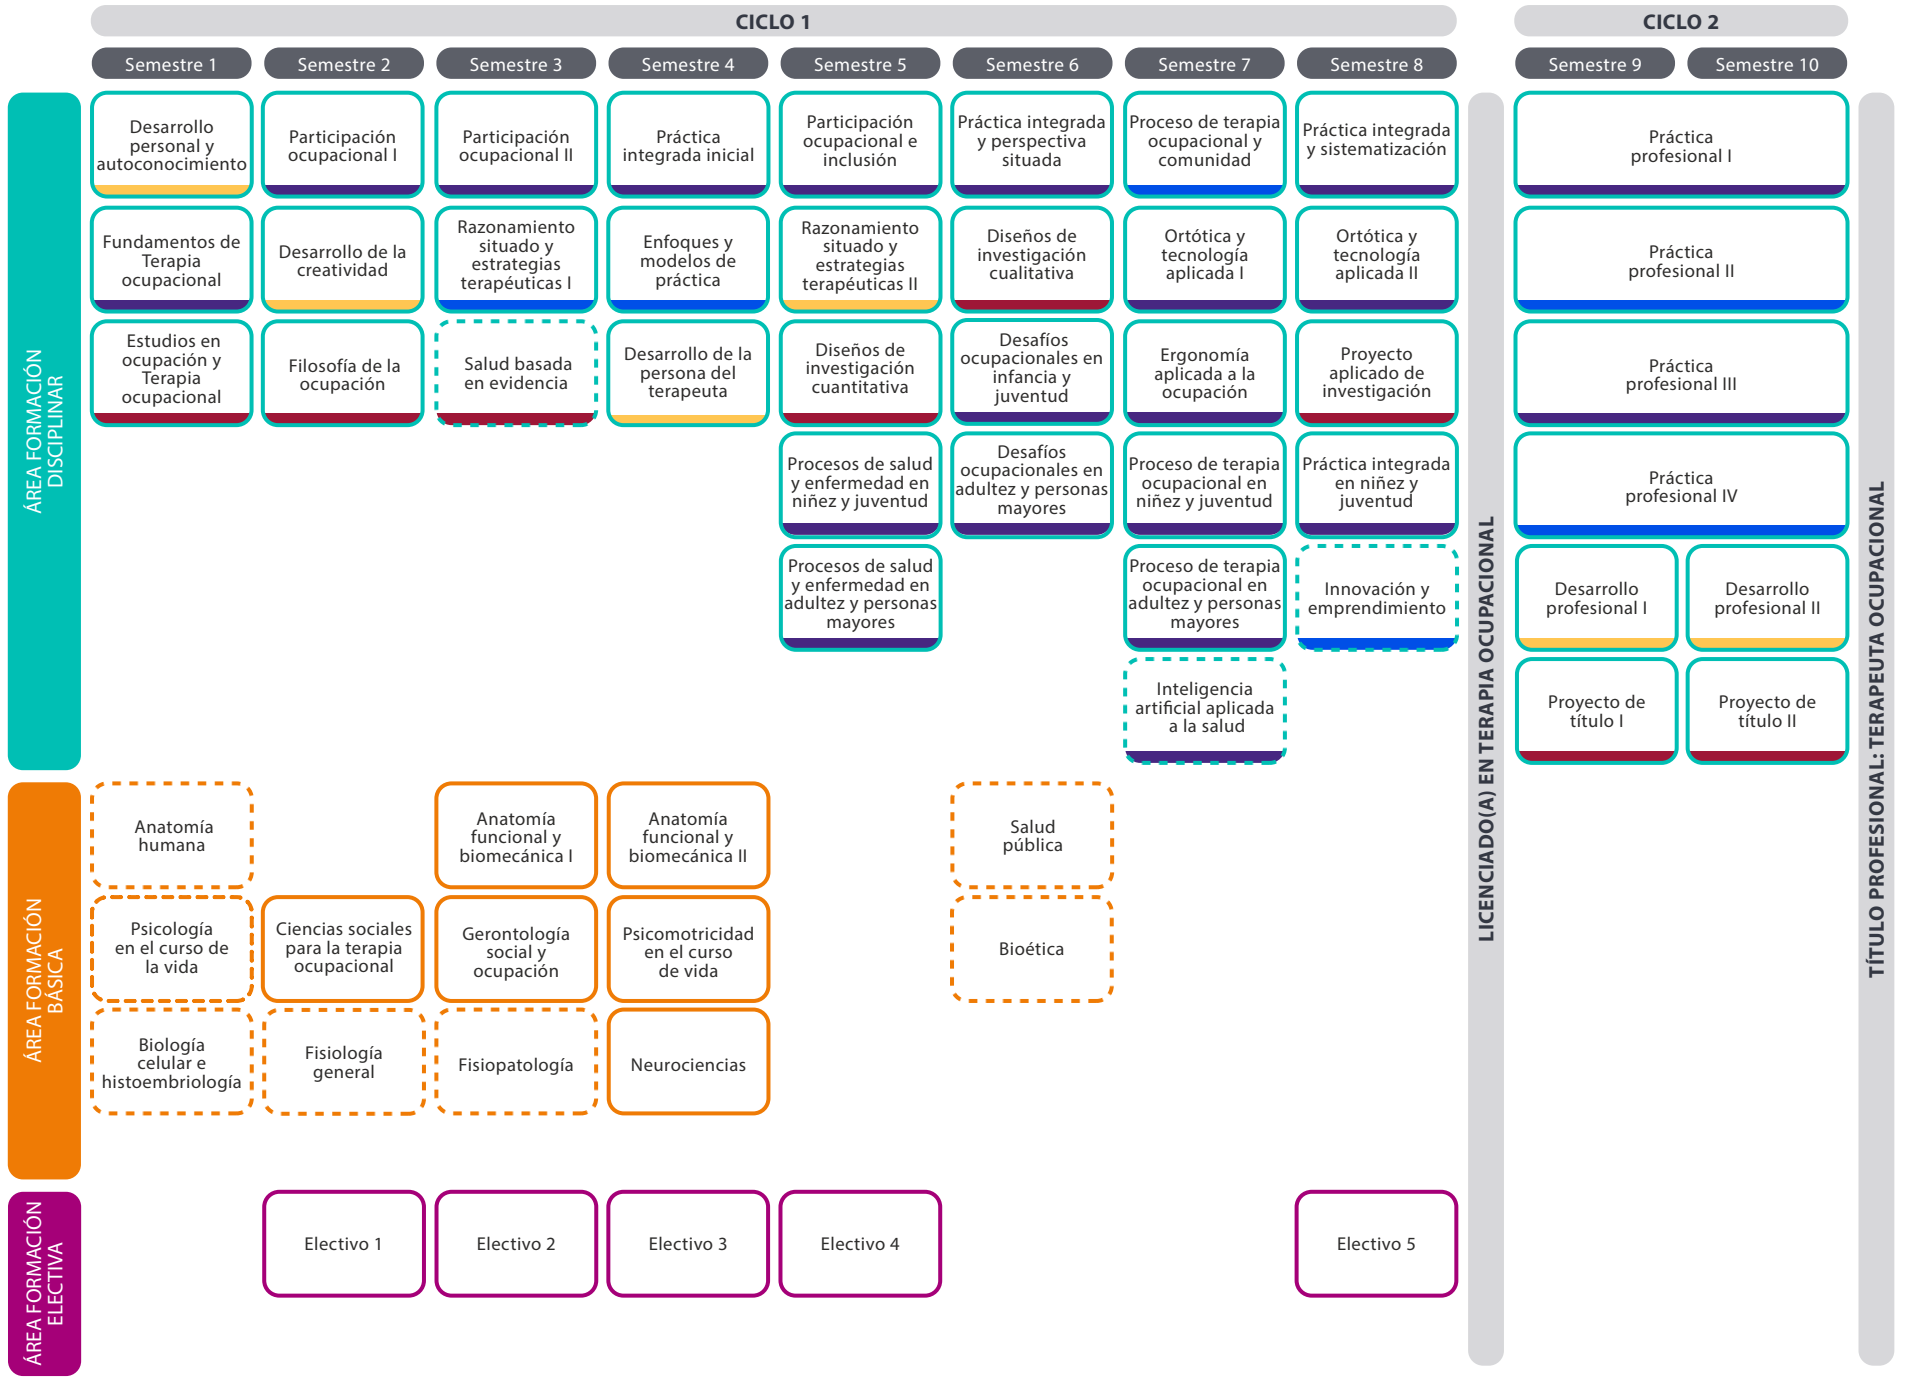 CICLO 1
CICLO 2
Semestre 1
Semestre 2
Semestre 3
Semestre 4
Semestre 5
Semestre 6
Semestre 7
Semestre 8
Semestre 9
Semestre 10
ÁREA FORMACIÓN
DISCIPLINAR
Desarrollo
personal y
autoconocimiento
Participación
ocupacional I
Participación
ocupacional II
Práctica
integrada inicial
Participación
ocupacional e
inclusión
Práctica integrada
y perspectiva
situada
Proceso de terapia
ocupacional y
comunidad
Práctica integrada
y sistematización
Práctica
profesional I
Fundamentos de
Terapia
ocupacional
Desarrollo de la
creatividad
Razonamiento
situado y
estrategias
terapéuticas I
Enfoques y
modelos de
práctica
Razonamiento
situado y
estrategias
terapéuticas II
Diseños de
investigación
cualitativa
Ortótica y
tecnología
aplicada I
Ortótica y
tecnología
aplicada II
Práctica
profesional II
Estudios en
ocupación y
Terapia
ocupacional
Filosofía de la
ocupación
Salud basada
en evidencia
Desarrollo de la
persona del
terapeuta
Diseños de
investigación
cuantitativa
Desafíos
ocupacionales en
infancia y
juventud
Ergonomía
aplicada a la
ocupación
Proyecto
aplicado de
investigación
Práctica
profesional III
Procesos de salud
y enfermedad en
niñez y juventud
Desafíos
ocupacionales en
adultez y personas
mayores
Proceso de terapia
ocupacional en
niñez y juventud
Práctica integrada
en niñez y
juventud
Práctica
profesional IV
Procesos de salud
y enfermedad en
adultez y personas
mayores
Proceso de terapia
ocupacional en
adultez y personas
mayores
Innovación y
emprendimiento
Desarrollo
profesional I
Desarrollo
profesional II
Inteligencia
artificial aplicada
a la salud
Proyecto de
título I
Proyecto de
título II
ÁREA FORMACIÓN
BÁSICA
Anatomía
humana
Anatomía
funcional y
biomecánica I
Anatomía
funcional y
biomecánica II
Salud
pública
Psicología
en el curso de
la vida
Ciencias sociales
para la terapia
ocupacional
Gerontología
social y
ocupación
Psicomotricidad
en el curso
de vida
Bioética
Biología
celular e
histoembriología
Fisiología
general
Fisiopatología
Neurociencias
ÁREA FORMACIÓN
ELECTIVA
Electivo 1
Electivo 2
Electivo 3
Electivo 4
Electivo 5
LICENCIADO(A) EN TERAPIA OCUPACIONAL
TÍTULO PROFESIONAL: TERAPEUTA OCUPACIONAL